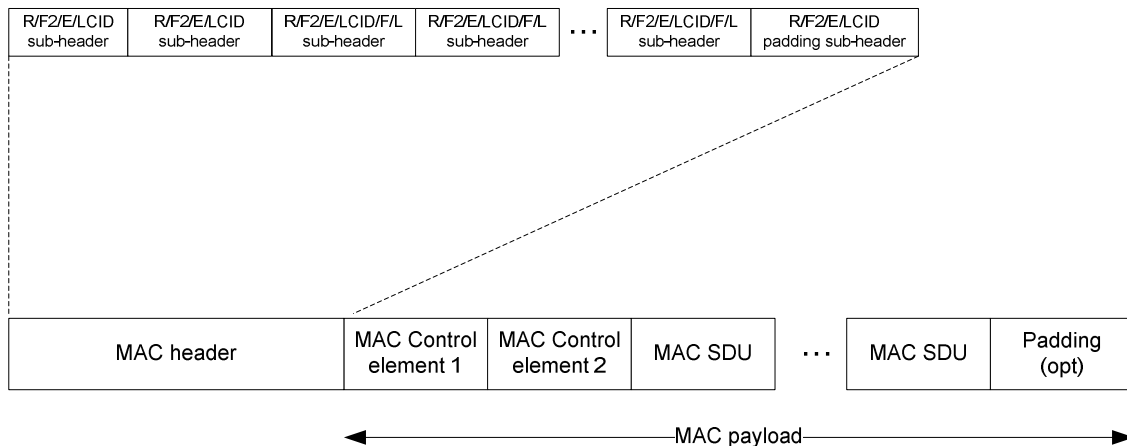 R/F2/E/LCID
sub-header
R/F2/E/LCID
sub-header
R/F2/E/LCID/F/L
sub-header
R/F2/E/LCID/F/L
sub-header
...
R/F2/E/LCID/F/L
sub-header
R/F2/E/LCID
padding sub-header
MAC header
MAC Control
element 1
MAC Control
element 2
MAC SDU
...
MAC SDU
Padding
(opt)
MAC payload